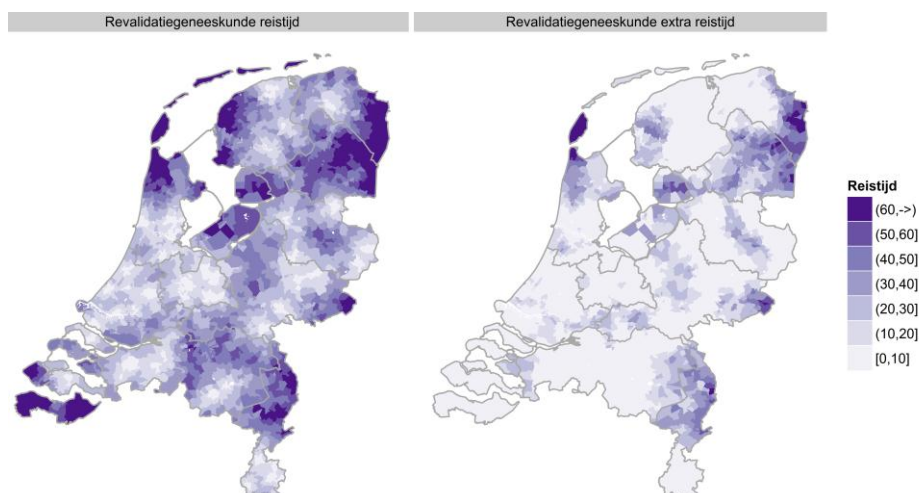 Revalidatiegeneeskunde reistijd
Revalidatiegeneeskunde extra reistijd
Reistijd
(60,->)
(50,60]
(40,50]
(30,40]
(20,30]
(10,20]
[0,10]